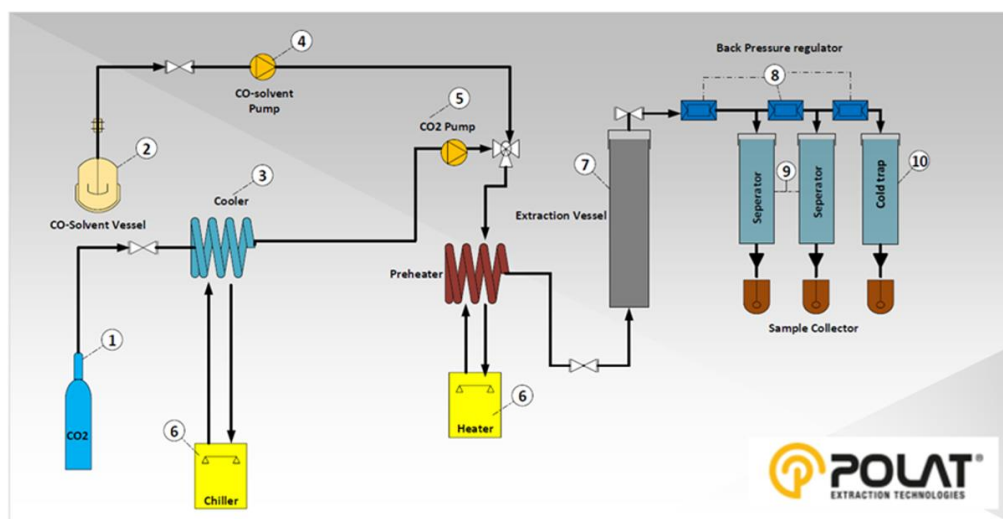 4
CO-solvent
Pump
Back Pressure regulator
8
5
CO2 Pump
2
CO-Solvent Vessel
3
Cooler
7
Extraction Vessel
Seperator
9
Seperator
Cold trap
10
Preheater
Sample Collector
1
CO2
6
Chiller
6
Heater
POLAT®
EXTRACTION TECHNOLOGIES